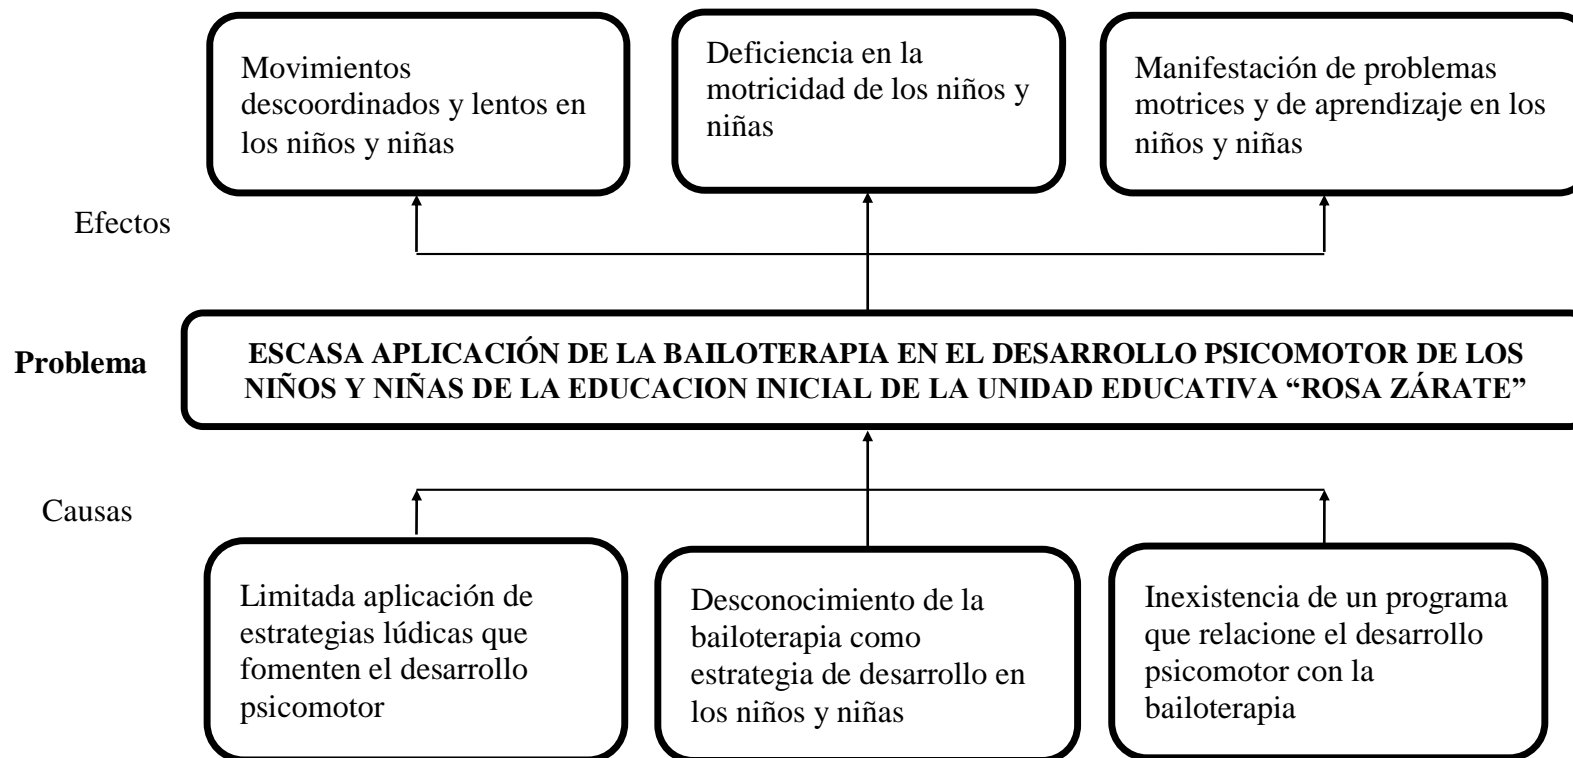 Movimientos
descoordinados y lentos en
los niños y niñas
Deficiencia en la
motricidad de los niños y
niñas
Manifestación de problemas
motrices y de aprendizaje en los
niños y niñas
Efectos
Problema
ESCASA APLICACIÓN DE LA BAILOTERAPIA EN EL DESARROLLO PSICOMOTOR DE LOS
NIÑOS Y NIÑAS DE LA EDUCACION INICIAL DE LA UNIDAD EDUCATIVA “ROSA ZÁRATE”
Causas
Limitada aplicación de
estrategias lúdicas que
fomenten el desarrollo
psicomotor
Desconocimiento de la
bailoterapia como
estrategia de desarrollo en
los niños y niñas
Inexistencia de un programa
que relacione el desarrollo
psicomotor con la
bailoterapia